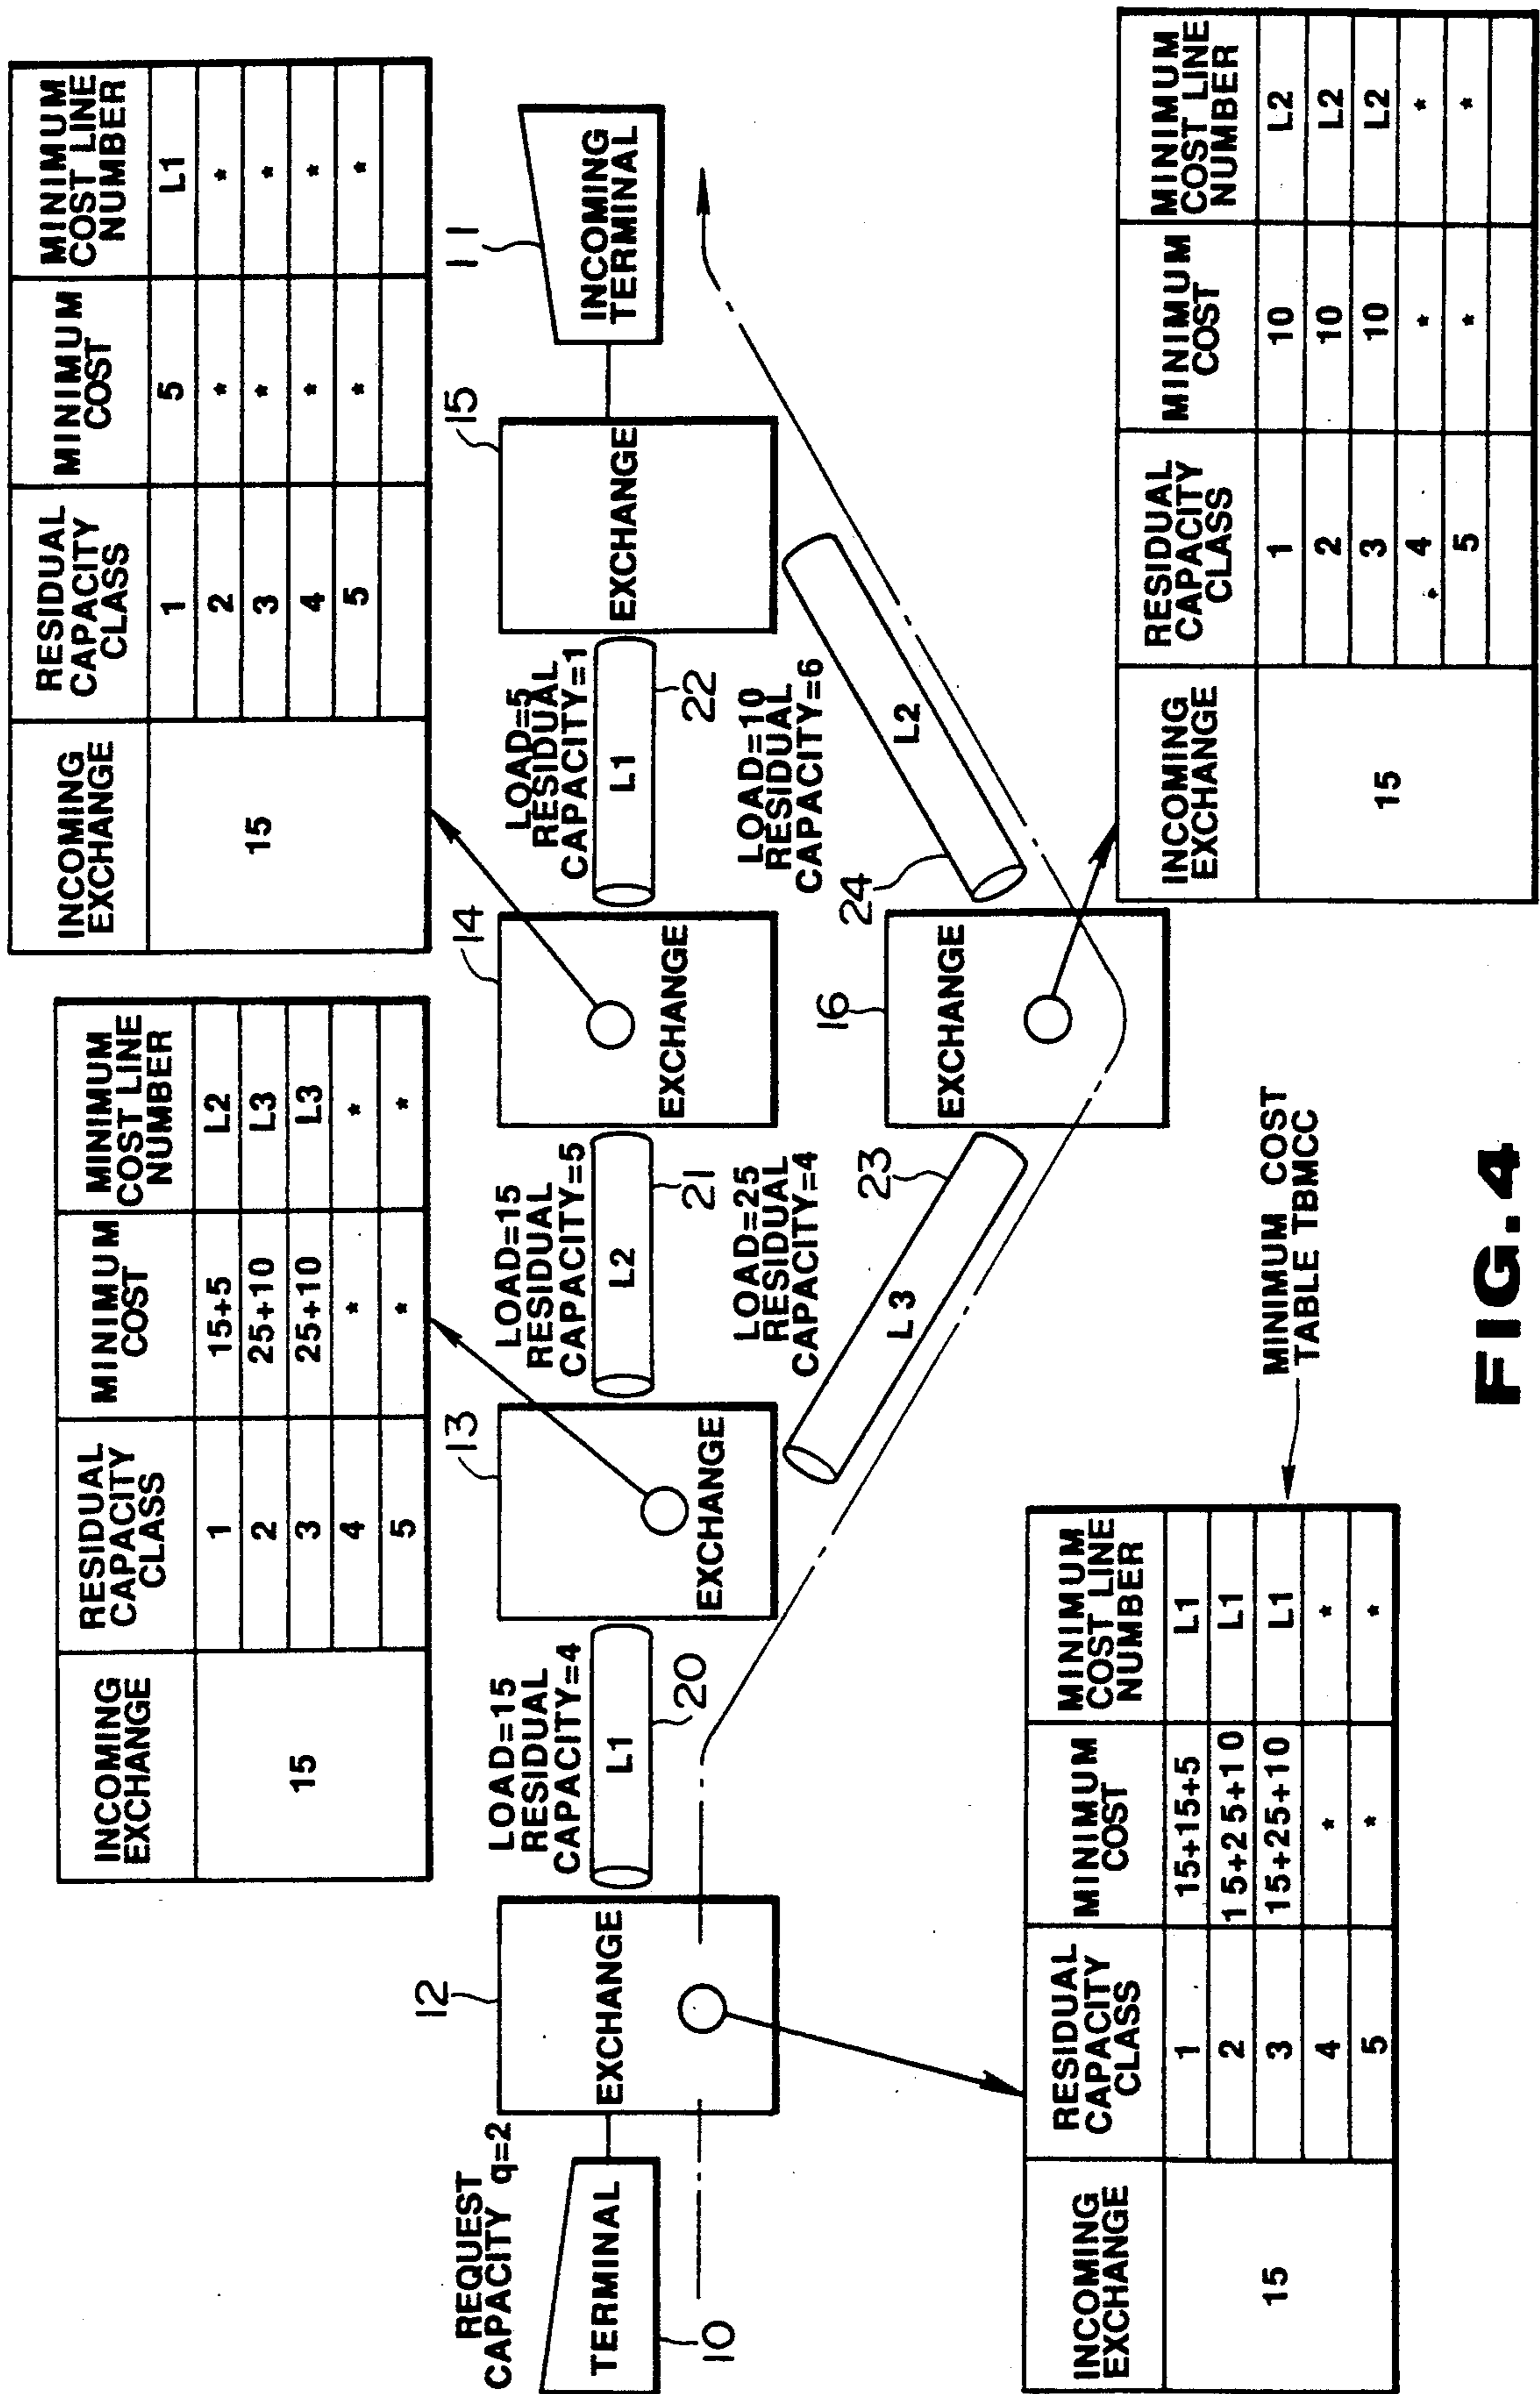 INCOMING EXCHANGE | RESIDUAL CAPACITY CLASS | MINIMUM COST | MINIMUM COST LINE NUMBER
15 | 1 | 15+5 | L2
2 | 25+10 | L3
3 | 25+10 | L3
4 | * | *
5 | * | *
INCOMING EXCHANGE | RESIDUAL CAPACITY CLASS | MINIMUM COST | MINIMUM COST LINE NUMBER
15 | 1 | 5 | L1
2 | * | *
3 | * | *
4 | * | *
5 | * | *
REQUEST
CAPACITY q=2
TERMINAL
10
12
EXCHANGE
LOAD=15
RESIDUAL
CAPACITY=4
L1
20
13
EXCHANGE
LOAD=15
RESIDUAL
CAPACITY=5
L2
21
14
EXCHANGE
LOAD=5
RESIDUAL
CAPACITY=1
L1
22
15
EXCHANGE
11
INCOMING
TERMINAL
LOAD=25
RESIDUAL
CAPACITY=4
L3
23
16
EXCHANGE
LOAD=10
RESIDUAL
CAPACITY=6
24
L2
INCOMING EXCHANGE | RESIDUAL CAPACITY CLASS | MINIMUM COST | MINIMUM COST LINE NUMBER
15 | 1 | 15+15+5 | L1
2 | 15+25+10 | L1
3 | 15+25+10 | L1
4 | * | *
5 | * | *
MINIMUM COST
TABLE TBMCC
INCOMING EXCHANGE | RESIDUAL CAPACITY CLASS | MINIMUM COST | MINIMUM COST LINE NUMBER
15 | 1 | 10 | L2
2 | 10 | L2
3 | 10 | L2
4 | * | *
5 | * | *
FIG.4